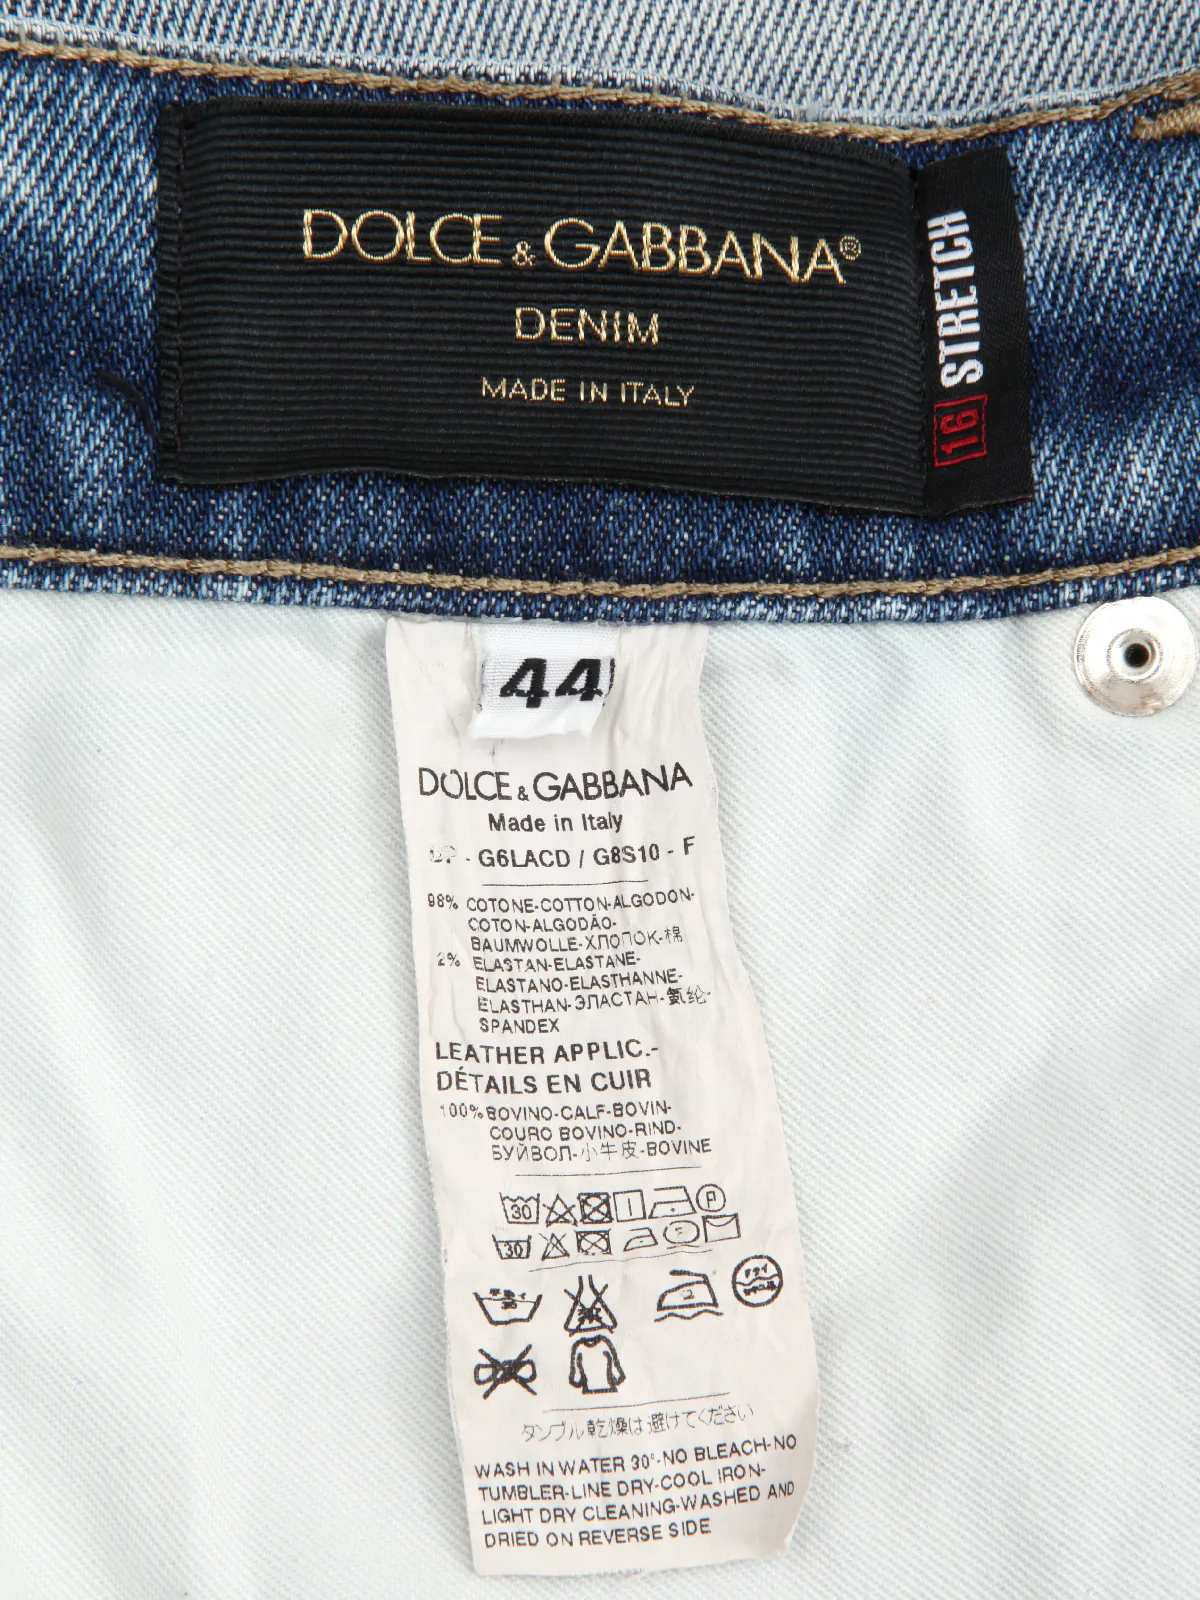 DOLCE & GABBANA®
DENIM
MADE IN ITALY
16 STRETCH
44
DOLCE & GABBANA
Made in Italy
- G6LACD / G8S10 - F
98% COTONE-COTTON-ALGODON-
COTON-ALGODÃO-
BAUMWOLLE-ХЛОПОК-棉
2% ELASTAN-ELASTANE-
ELASTANO-ELASTHANNE-
ELASTHAN-ЭЛАСТАН-氨纶-
SPANDEX
LEATHER APPLIC.-
DÉTAILS EN CUIR
100% BOVINO-CALF-BOVIN-
COURO BOVINO-RIND-
БУЙВОЛ-小牛皮-BOVINE
30 P
30
タンブル乾燥は避けてください
WASH IN WATER 30°-NO BLEACH-NO
TUMBLER-LINE DRY-COOL IRON-
LIGHT DRY CLEANING-WASHED AND
DRIED ON REVERSE SIDE